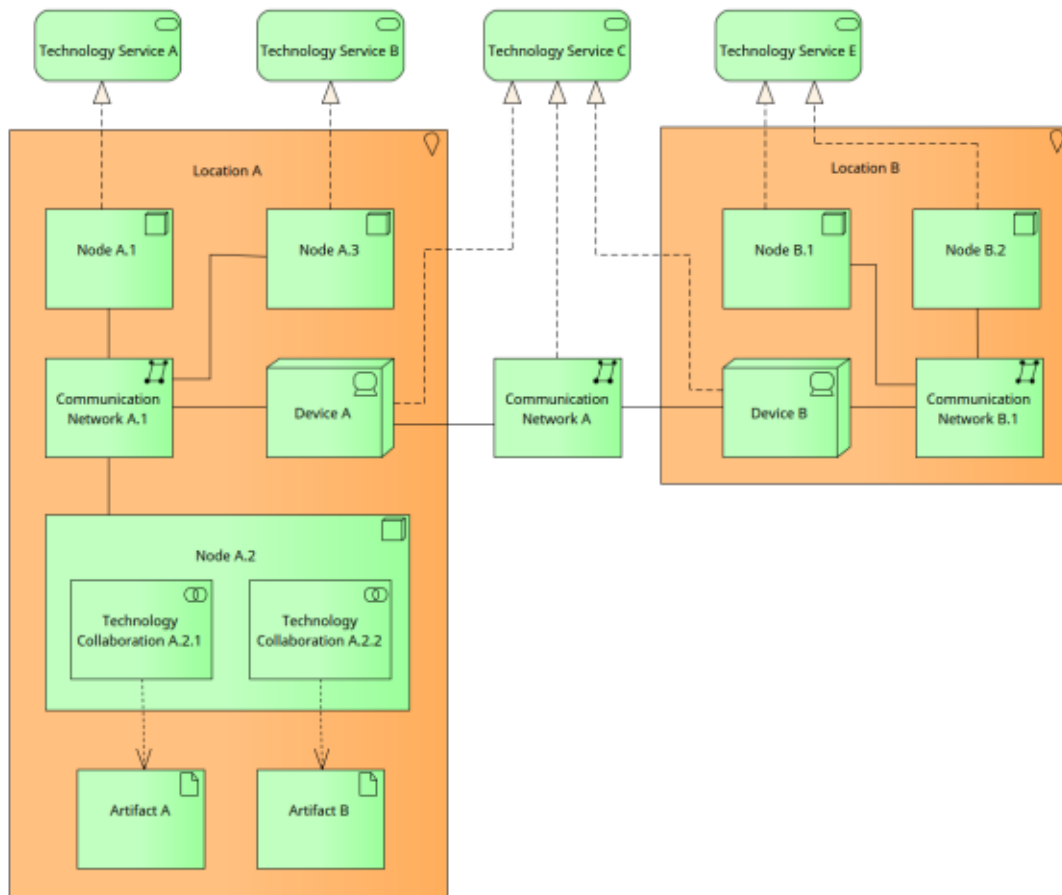 Technology Service A
Technology Service B
Technology Service C
Technology Service E
Location A
Location B
Node A.1
Node A.3
Node B.1
Node B.2
Communication
Network A.1
Device A
Communication
Network A
Device B
Communication
Network B.1
Node A.2
Technology
Collaboration A.2.1
Technology
Collaboration A.2.2
Artifact A
Artifact B